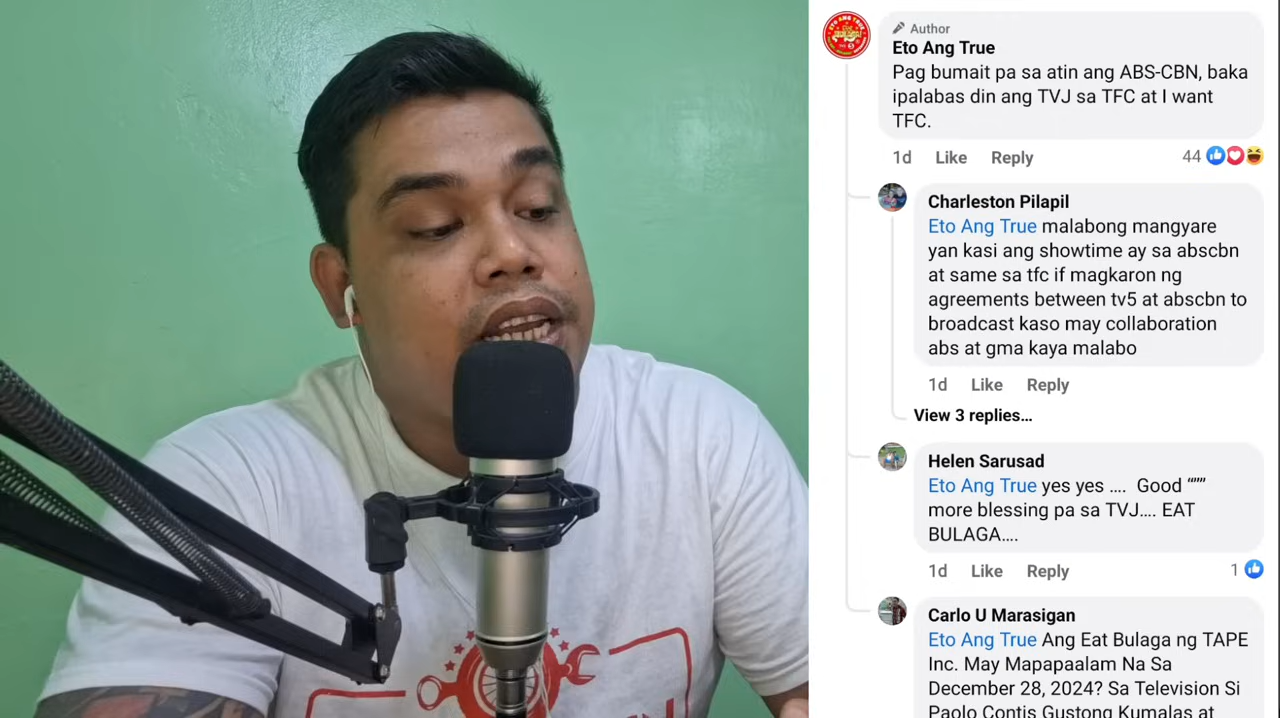 Author
Eto Ang True
Pag bumait pa sa atin ang ABS-CBN, baka
ipalabas din ang TVJ sa TFC at I want
TFC.
1d Like Reply 44
Charleston Pilapil
Eto Ang True malabong mangyare
yan kasi ang showtime ay sa abscbn
at same sa tfc if magkaron ng
agreements between tv5 at abscbn to
broadcast kaso may collaboration
abs at gma kaya malabo
1d Like Reply
View 3 replies...
Helen Sarusad
Eto Ang True yes yes .... Good “””
more blessing pa sa TVJ.... EAT
BULAGA....
1d Like Reply 1
Carlo U Marasigan
Eto Ang True Ang Eat Bulaga ng TAPE
Inc. May Mapapaalam Na Sa
December 28, 2024? Sa Television Si
Paolo Contis Gustong Kumalas at